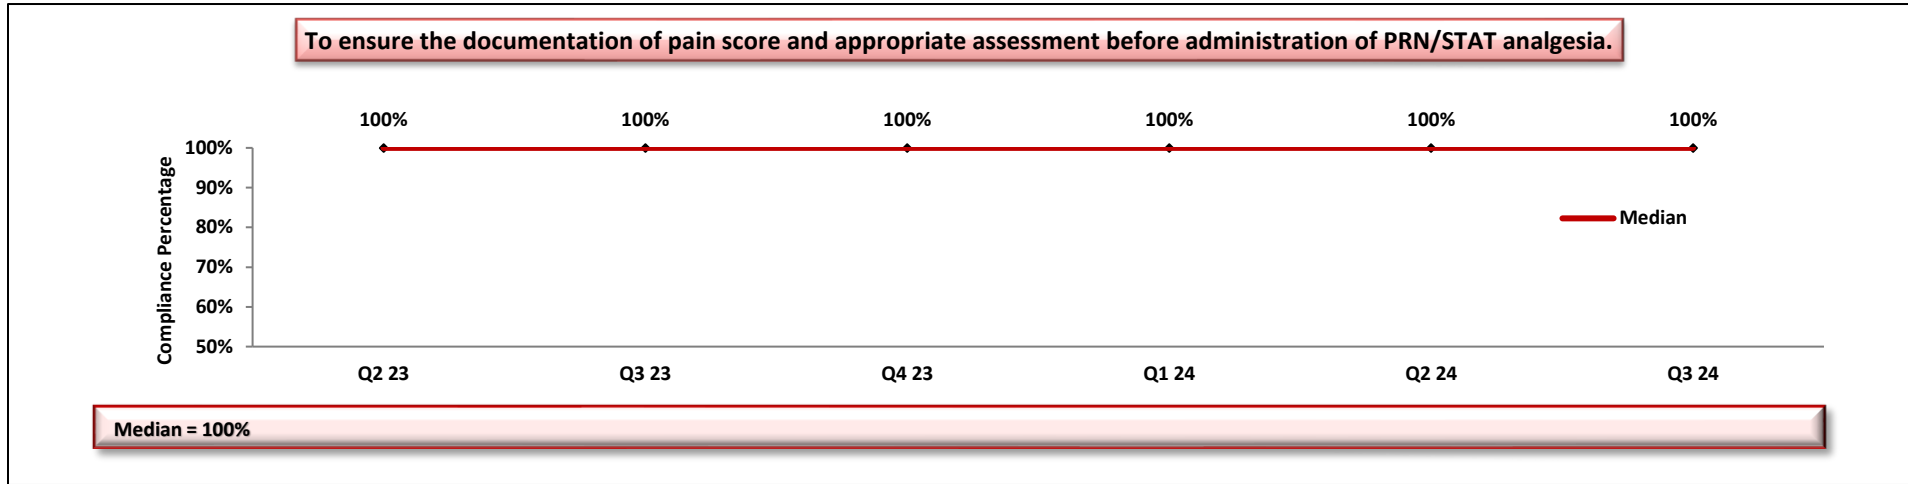 To ensure the documentation of pain score and appropriate assessment before administration of PRN/STAT analgesia.
100% 100% 100% 100% 100% 100%
Compliance Percentage
100%
90%
80%
70%
60%
50%
Median
Q2 23 Q3 23 Q4 23 Q1 24 Q2 24 Q3 24
Median = 100%